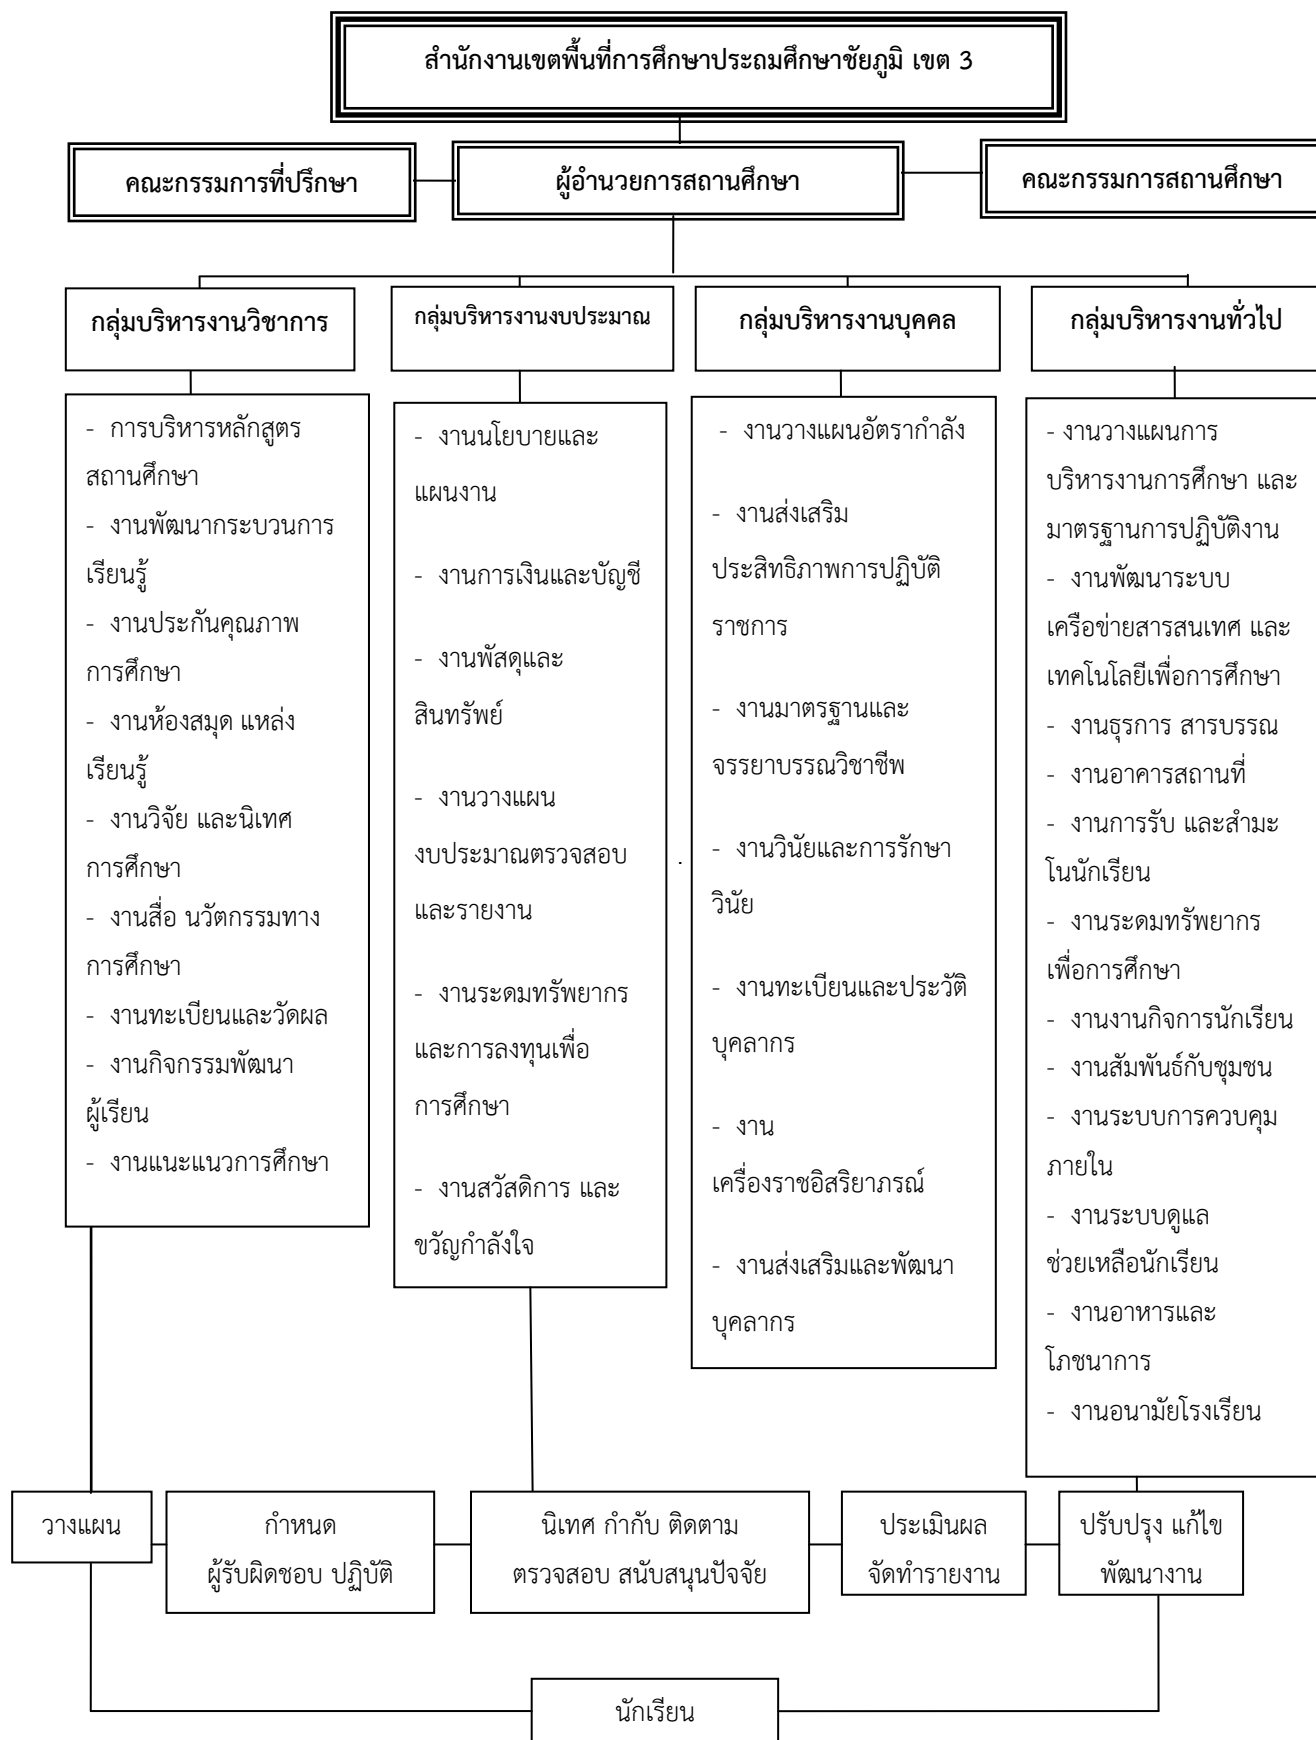 สำนักงานเขตพื้นที่การศึกษาประถมศึกษาชัยภูมิ เขต 3
คณะกรรมการที่ปรึกษา
ผู้อำนวยการสถานศึกษา
คณะกรรมการสถานศึกษา
กลุ่มบริหารงานวิชาการ
กลุ่มบริหารงานงบประมาณ
กลุ่มบริหารงานบุคคล
กลุ่มบริหารงานทั่วไป
- การบริหารหลักสูตร
สถานศึกษา
- งานพัฒนากระบวนการ
เรียนรู้
- งานประกันคุณภาพ
การศึกษา
- งานห้องสมุด แหล่ง
เรียนรู้
- งานวิจัย และนิเทศ
การศึกษา
- งานสื่อ นวัตกรรมทาง
การศึกษา
- งานทะเบียนและวัดผล
- งานกิจกรรมพัฒนา
ผู้เรียน
- งานแนะแนวการศึกษา
- งานนโยบายและ
แผนงาน
- งานการเงินและบัญชี
- งานพัสดุและ
สินทรัพย์
- งานวางแผน
งบประมาณตรวจสอบ
และรายงาน
- งานระดมทรัพยากร
และการลงทุนเพื่อ
การศึกษา
- งานสวัสดิการ และ
ขวัญกำลังใจ
- งานวางแผนอัตรากำลัง
- งานส่งเสริม
ประสิทธิภาพการปฏิบัติ
ราชการ
- งานมาตรฐานและ
จรรยาบรรณวิชาชีพ
- งานวินัยและการรักษา
วินัย
- งานทะเบียนและประวัติ
บุคลากร
- งาน
เครื่องราชอิสริยาภรณ์
- งานส่งเสริมและพัฒนา
บุคลากร
- งานวางแผนการ
บริหารงานการศึกษา และ
มาตรฐานการปฏิบัติงาน
- งานพัฒนาระบบ
เครือข่ายสารสนเทศ และ
เทคโนโลยีเพื่อการศึกษา
- งานธุรการ สารบรรณ
- งานอาคารสถานที่
- งานการรับ และสำมะ
โนนักเรียน
- งานระดมทรัพยากร
เพื่อการศึกษา
- งานงานกิจการนักเรียน
- งานสัมพันธ์กับชุมชน
- งานระบบการควบคุม
ภายใน
- งานระบบดูแล
ช่วยเหลือนักเรียน
- งานอาหารและ
โภชนาการ
- งานอนามัยโรงเรียน
วางแผน
กำหนด
ผู้รับผิดชอบ ปฏิบัติ
นิเทศ กำกับ ติดตาม
ตรวจสอบ สนับสนุนปัจจัย
ประเมินผล
จัดทำรายงาน
ปรับปรุง แก้ไข
พัฒนางาน
นักเรียน